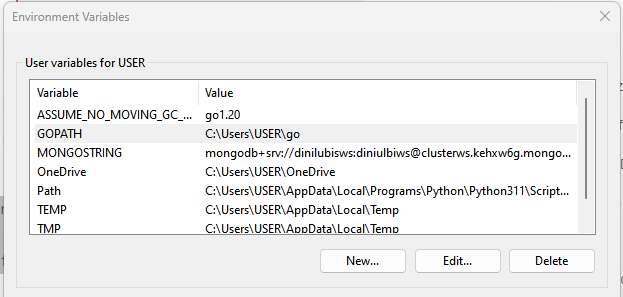 Environment Variables
User variables for USER
Variable Value
ASSUME_NO_MOVING_GC_... go1.20
GOPATH C:\Users\USER\go
MONGOSTRING mongodb+srv://dinilubisws:diniulbiws@clusterws.kehxw6g.mongo...
OneDrive C:\Users\USER\OneDrive
Path C:\Users\USER\AppData\Local\Programs\Python\Python311\Script...
TEMP C:\Users\USER\AppData\Local\Temp
TMP C:\Users\USER\AppData\Local\Temp
New... Edit... Delete